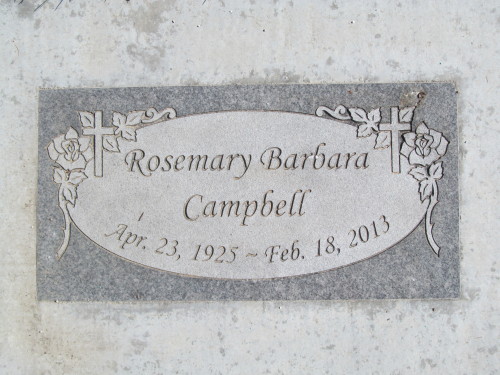 Rosemary Barbara
Campbell
Apr. 23, 1925 ~ Feb. 18, 2013